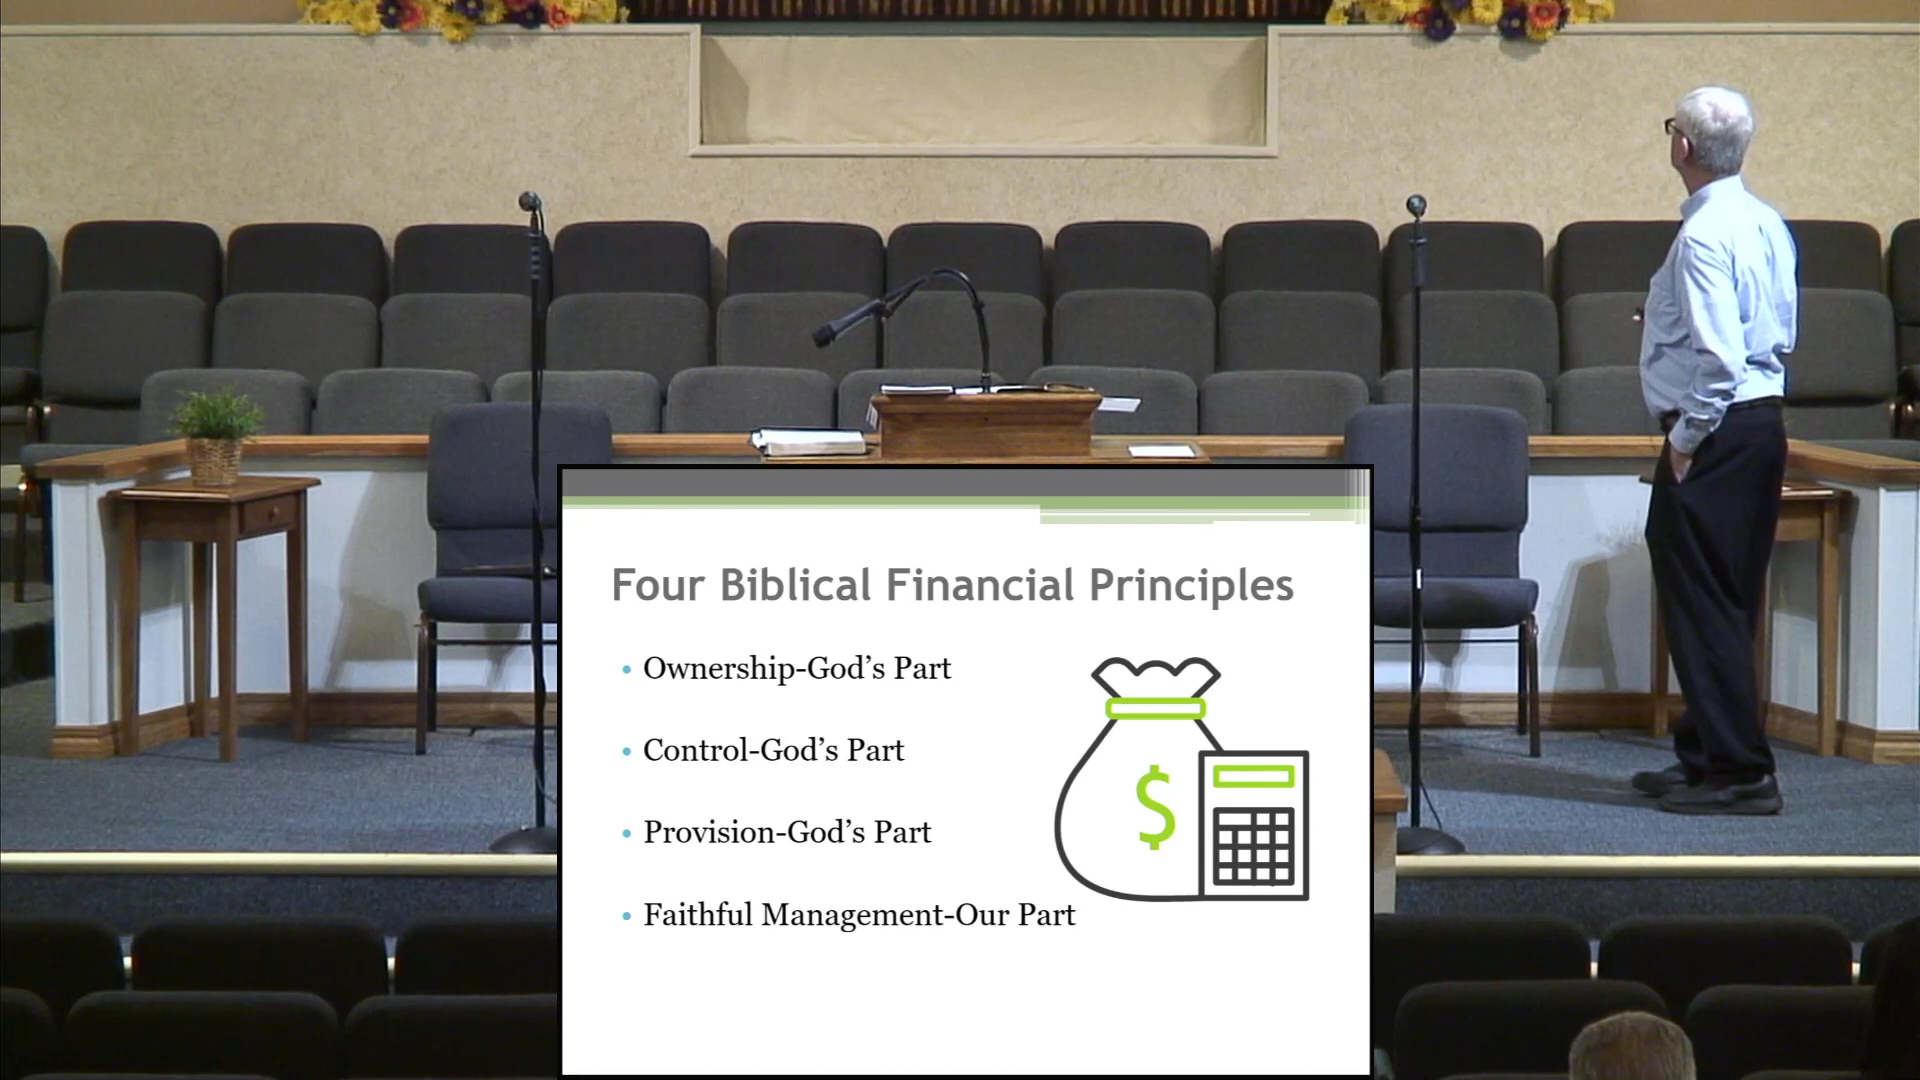 Four Biblical Financial Principles
• Ownership-God’s Part
• Control-God’s Part
• Provision-God’s Part
• Faithful Management-Our Part
$